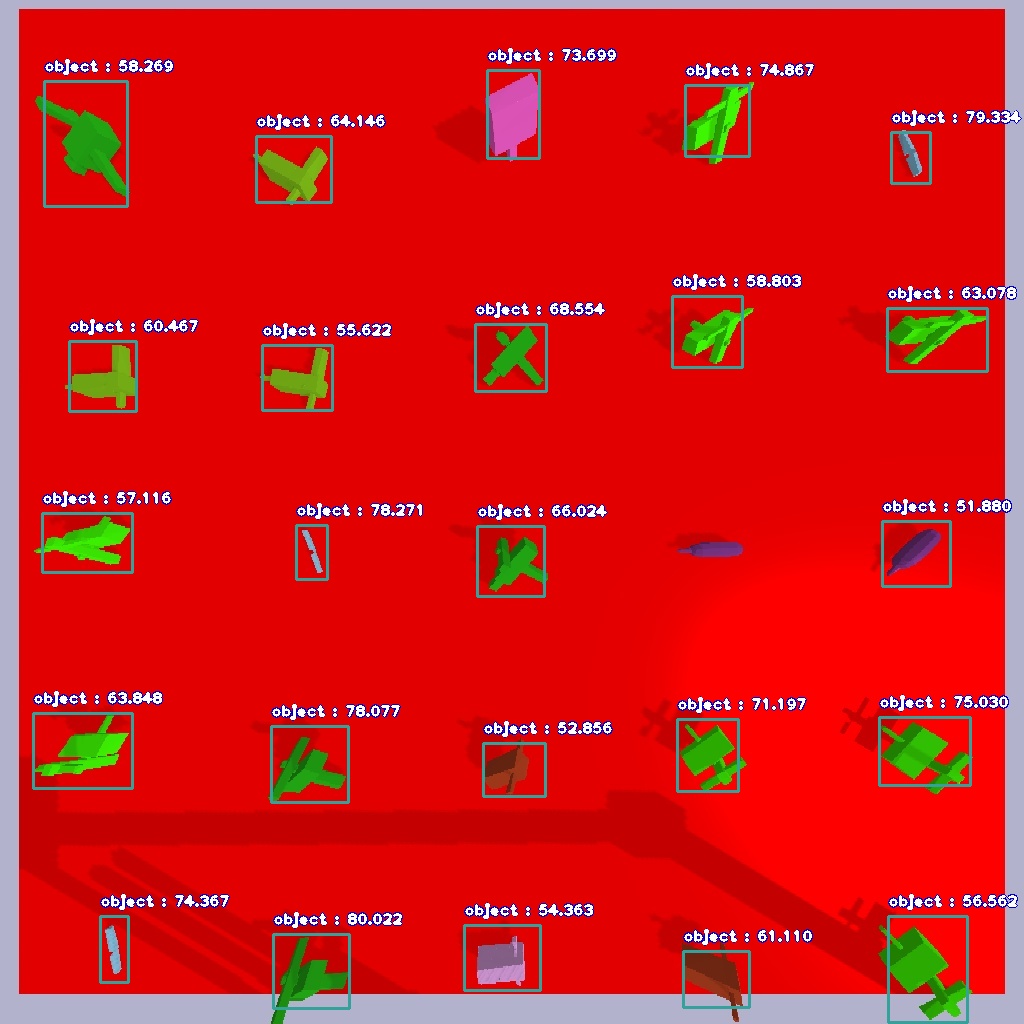 object : 58.269
object : 64.146
object : 73.699
object : 74.867
object : 79.334
object : 60.467
object : 55.622
object : 68.554
object : 58.803
object : 63.078
object : 57.116
object : 78.271
object : 66.024
object : 51.880
object : 63.848
object : 78.077
object : 52.856
object : 71.197
object : 75.030
object : 74.367
object : 80.022
object : 54.363
object : 61.110
object : 56.562